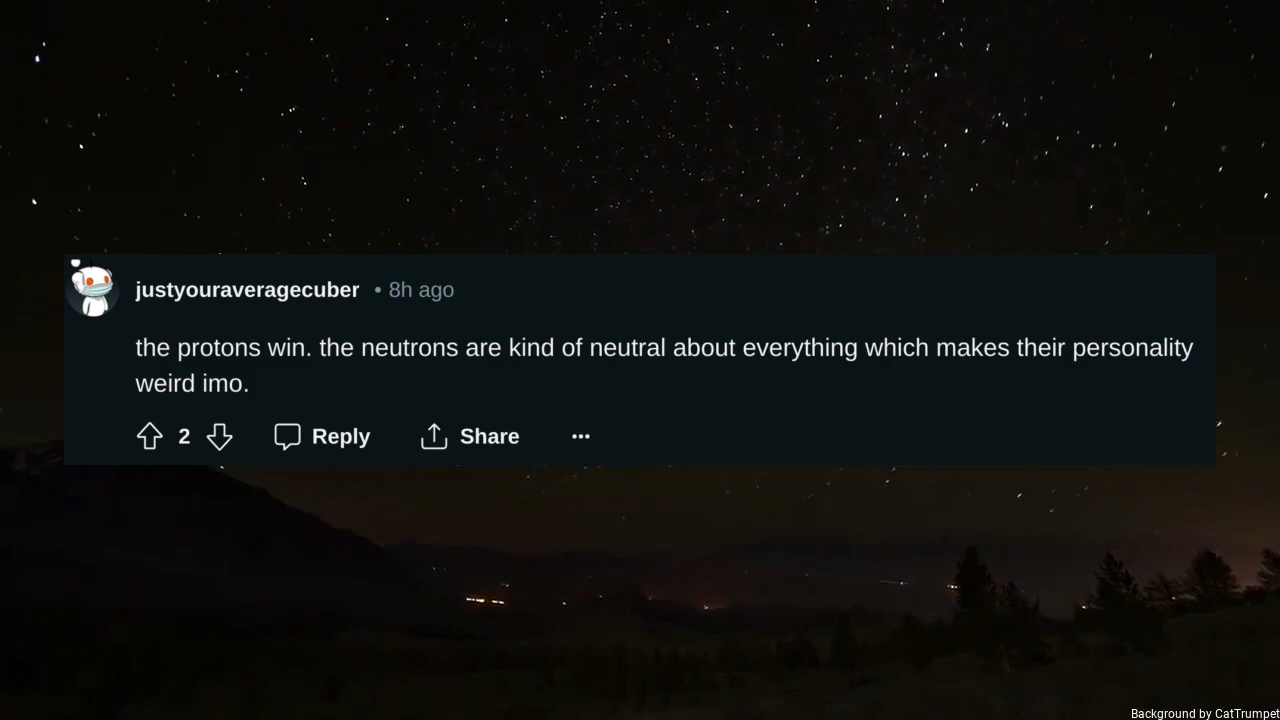 justyouraveragecuber • 8h ago
the protons win. the neutrons are kind of neutral about everything which makes their personality
weird imo.
2 Reply Share ...
Background by CatTrumpet